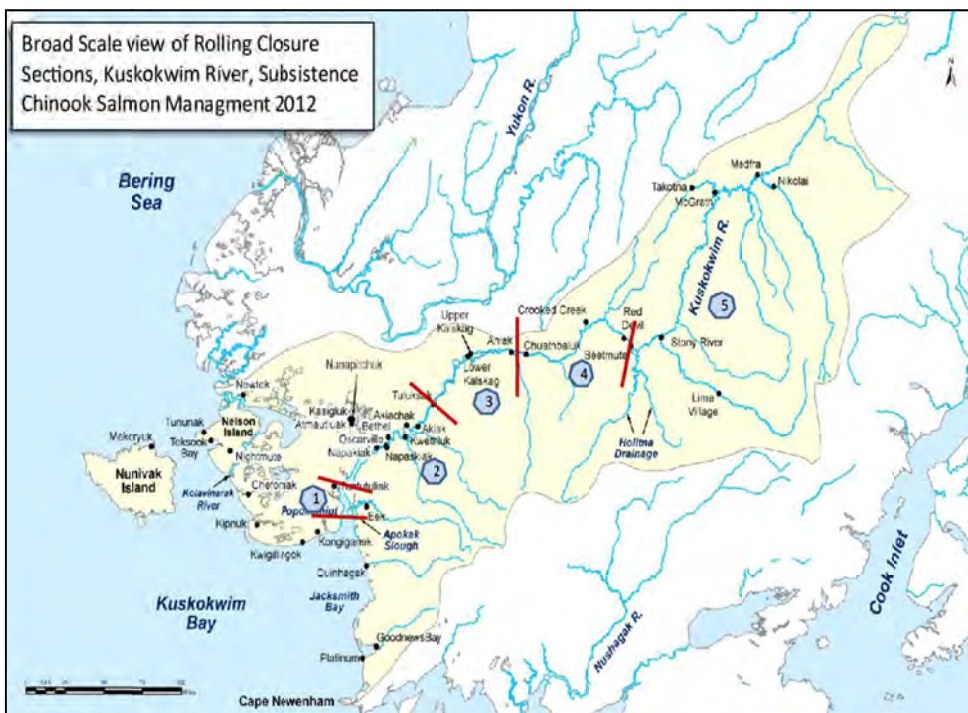 Broad Scale view of Rolling Closure
Sections, Kuskokwim River, Subsistence
Chinook Salmon Managment 2012
N
Yukon R.
Bering
Sea
Medfra
Takotna
Nikolai
McGrath
Kuskokwim R.
5
Crooked Creek
Red
Devil
Upper
Kalskag
Aniak
Chuathbaluk
Sleetmute
Stony River
Lower
Kalskag
4
3
Nunapitchuk
Tuluksak
Lime
Village
Newtok
Kasigluk
Akiachak
Atmautluak
Bethel
Akiak
Tununak
Nelson
Island
Oscarville
Kwethluk
Holitna
Drainage
Mekoryuk
Toksook
Bay
Napakiak
Napaskiak
Nightmute
2
Nunivak
Island
Kolavinarak
River
Chefornak
1
Eek
Kipnuk
Kongiganak
Apokak
Slough
Kwigillingok
Quinhagak
Cook Inlet
Kuskokwim
Bay
Jacksmith
Bay
Nushagak R.
GoodnewsBay
Platinum
Cape Newenham